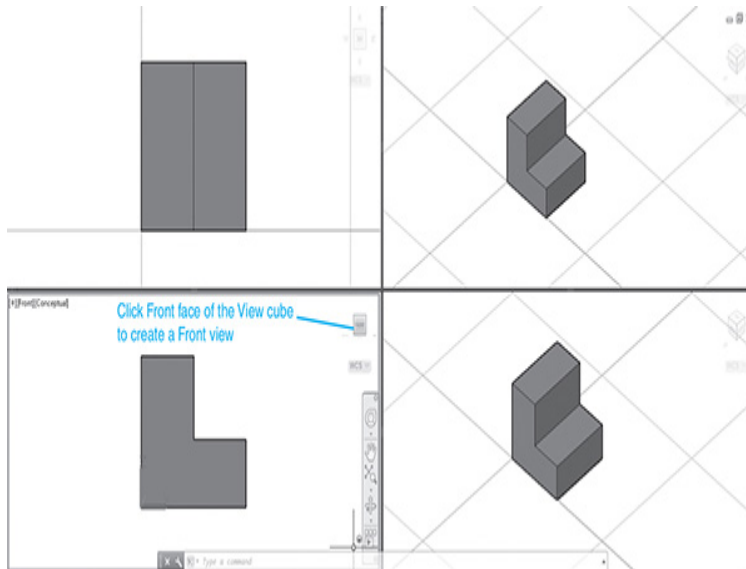 [+][Front][Conceptual]
Click Front face of the View cube
to create a Front view
WCS
Type a command